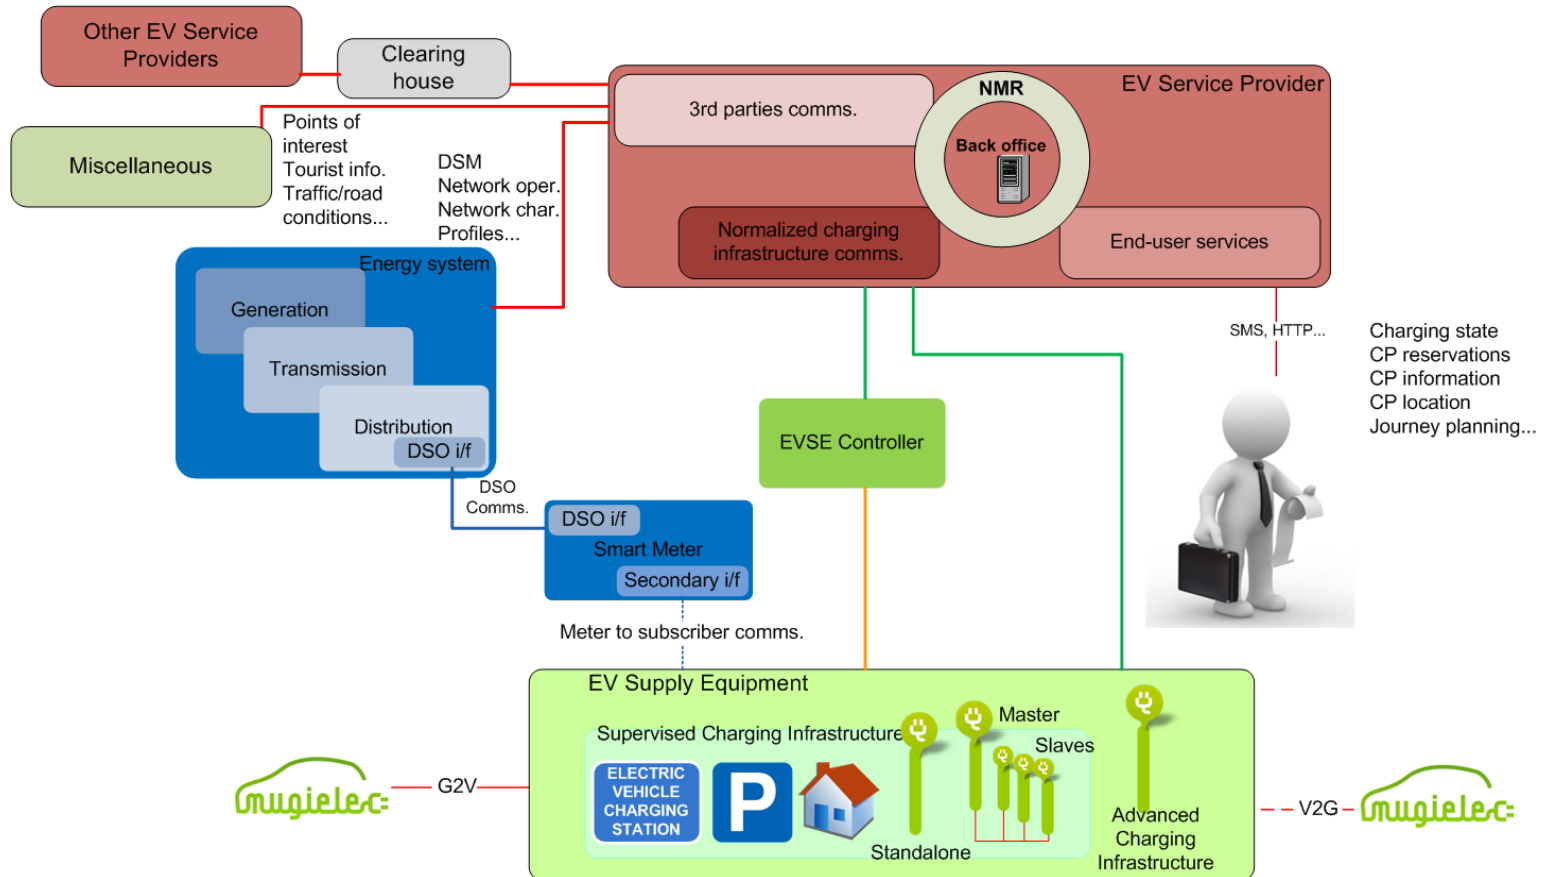 Other EV Service
Providers
Clearing
house
EV Service Provider
3rd parties comms.
NMR
Back office
Normalized charging
infrastructure comms.
End-user services
Miscellaneous
Points of
interest
Tourist info.
Traffic/road
conditions...
DSM
Network oper.
Network char.
Profiles...
Energy system
Generation
Transmission
Distribution
DSO i/f
DSO
Comms.
DSO i/f
Smart Meter
Secondary i/f
Meter to subscriber comms.
EVSE Controller
SMS, HTTP...
Charging state
CP reservations
CP information
CP location
Journey planning...
EV Supply Equipment
Supervised Charging Infrastructure
ELECTRIC
VEHICLE
CHARGING
STATION
P
Standalone
Master
Slaves
Advanced
Charging
Infrastructure
mugielec
G2V
V2G
mugielec